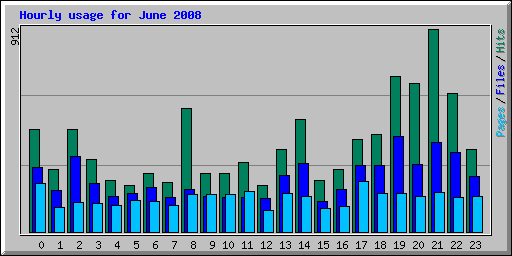 Hourly usage for June 2008
912
Pages / Files / Hits
0 1 2 3 4 5 6 7 8 9 10 11 12 13 14 15 16 17 18 19 20 21 22 23